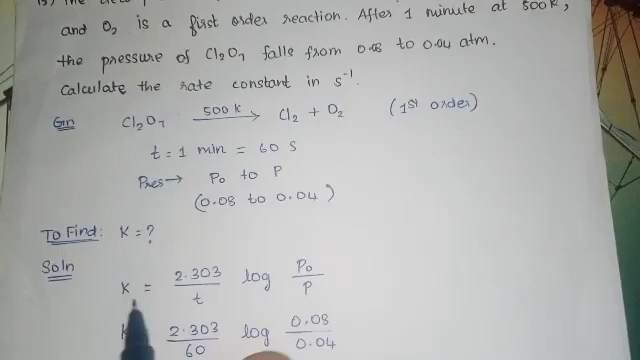 and O2 is a first order reaction. After 1 minute at 500K,
the pressure of Cl2O7 falls from 0.08 to 0.04 atm.
Calculate the rate constant in s-1.
Gn Cl2O7 500 K → Cl2 + O2 (1st order)
t = 1 min = 60 s
Pres → P0 to P
(0.08 to 0.04)
To Find: K = ?
Soln
K = 2.303 / t log P0 / P
2.303 / 60 log 0.08 / 0.04